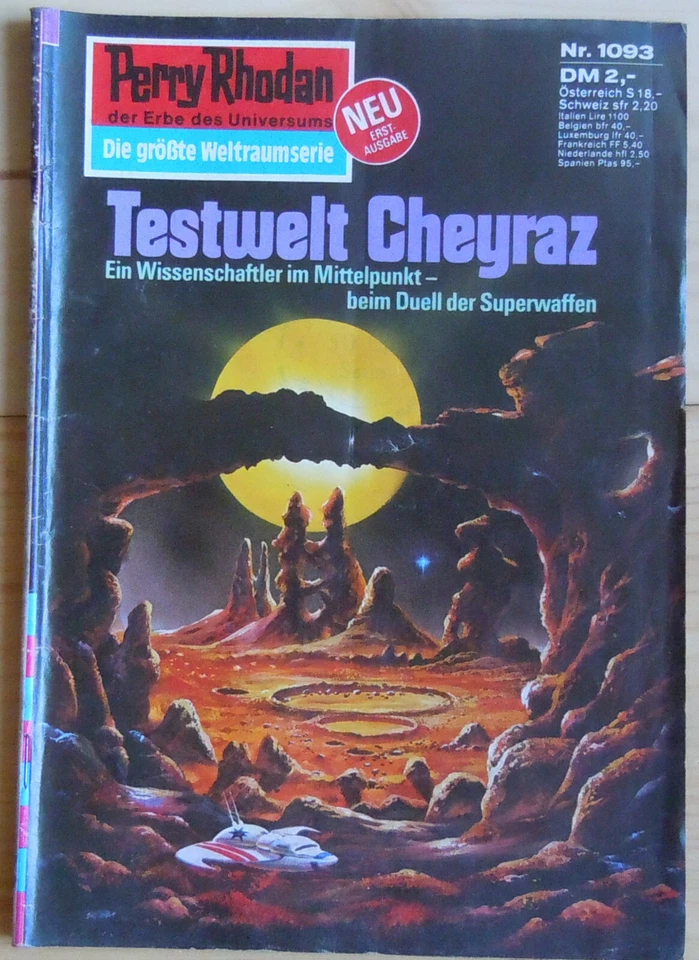 Perry Rhodan
der Erbe des Universums
Die größte Weltraumserie
NEU
ERST-
AUSGABE
Nr. 1093
DM 2,-
Österreich S 18,-
Schweiz sfr 2,20
Italien Lire 1100
Belgien bfr 40,-
Luxemburg lfr 40,-
Frankreich FF 5,40
Niederlande hfl 2,50
Spanien Ptas 95,-
Testwelt Cheyraz
Ein Wissenschaftler im Mittelpunkt –
beim Duell der Superwaffen